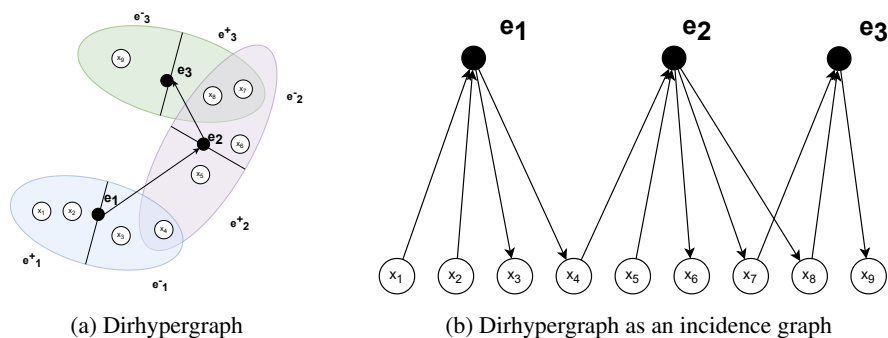 e⁻₃
e⁺₃
x₉
e₃
x₈
x₇
e⁻₂
e₂
x₆
x₅
e₁
x₁
x₂
x₃
x₄
e⁺₂
e⁺₁
e⁻₁
(a) Dirhypergraph
e₁ e₂ e₃
x₁ x₂ x₃ x₄ x₅ x₆ x₇ x₈ x₉
(b) Dirhypergraph as an incidence graph